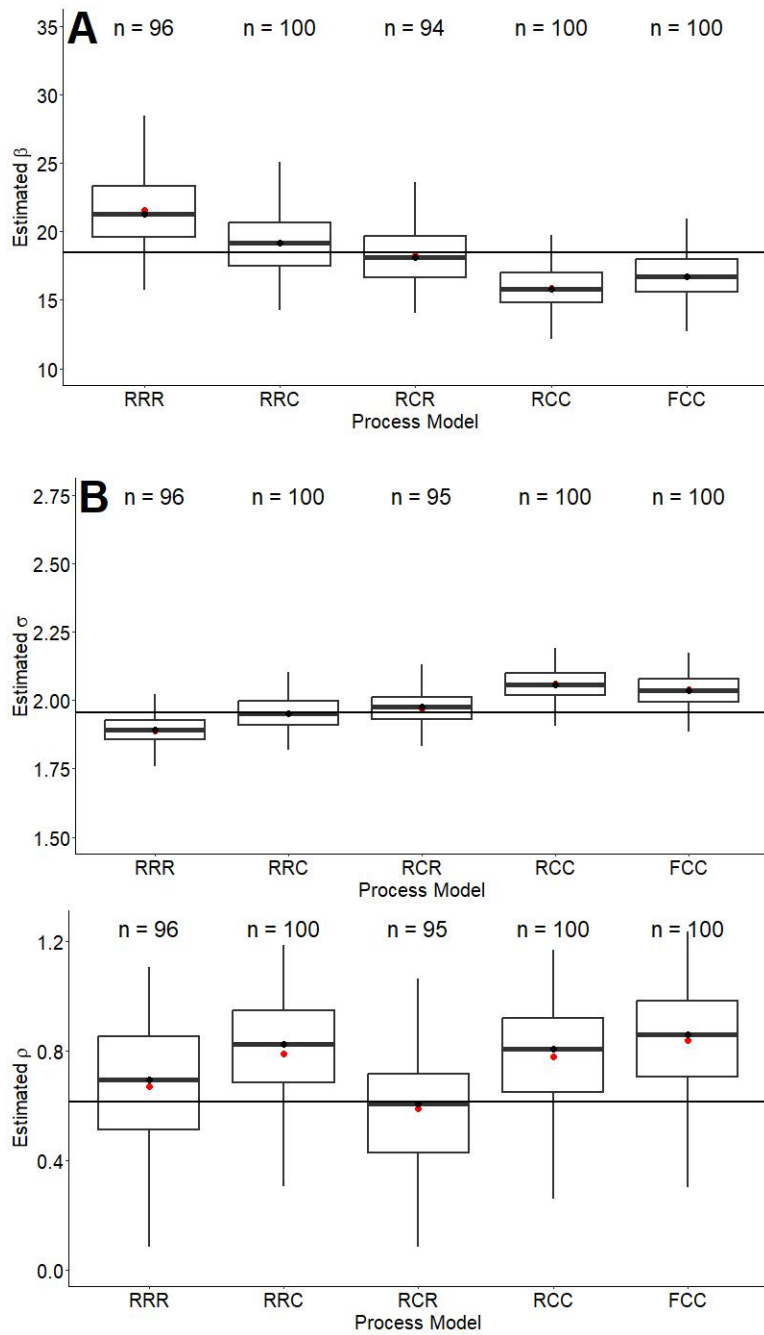 A n = 96 n = 100 n = 94 n = 100 n = 100
35
30
25
20
15
10
Estimated β
RRR RRC RCR RCC FCC
Process Model
B n = 96 n = 100 n = 95 n = 100 n = 100
2.75
2.50
2.25
2.00
1.75
1.50
Estimated σ
RRR RRC RCR RCC FCC
Process Model
n = 96 n = 100 n = 95 n = 100 n = 100
1.2
0.8
0.4
0.0
Estimated ρ
RRR RRC RCR RCC FCC
Process Model